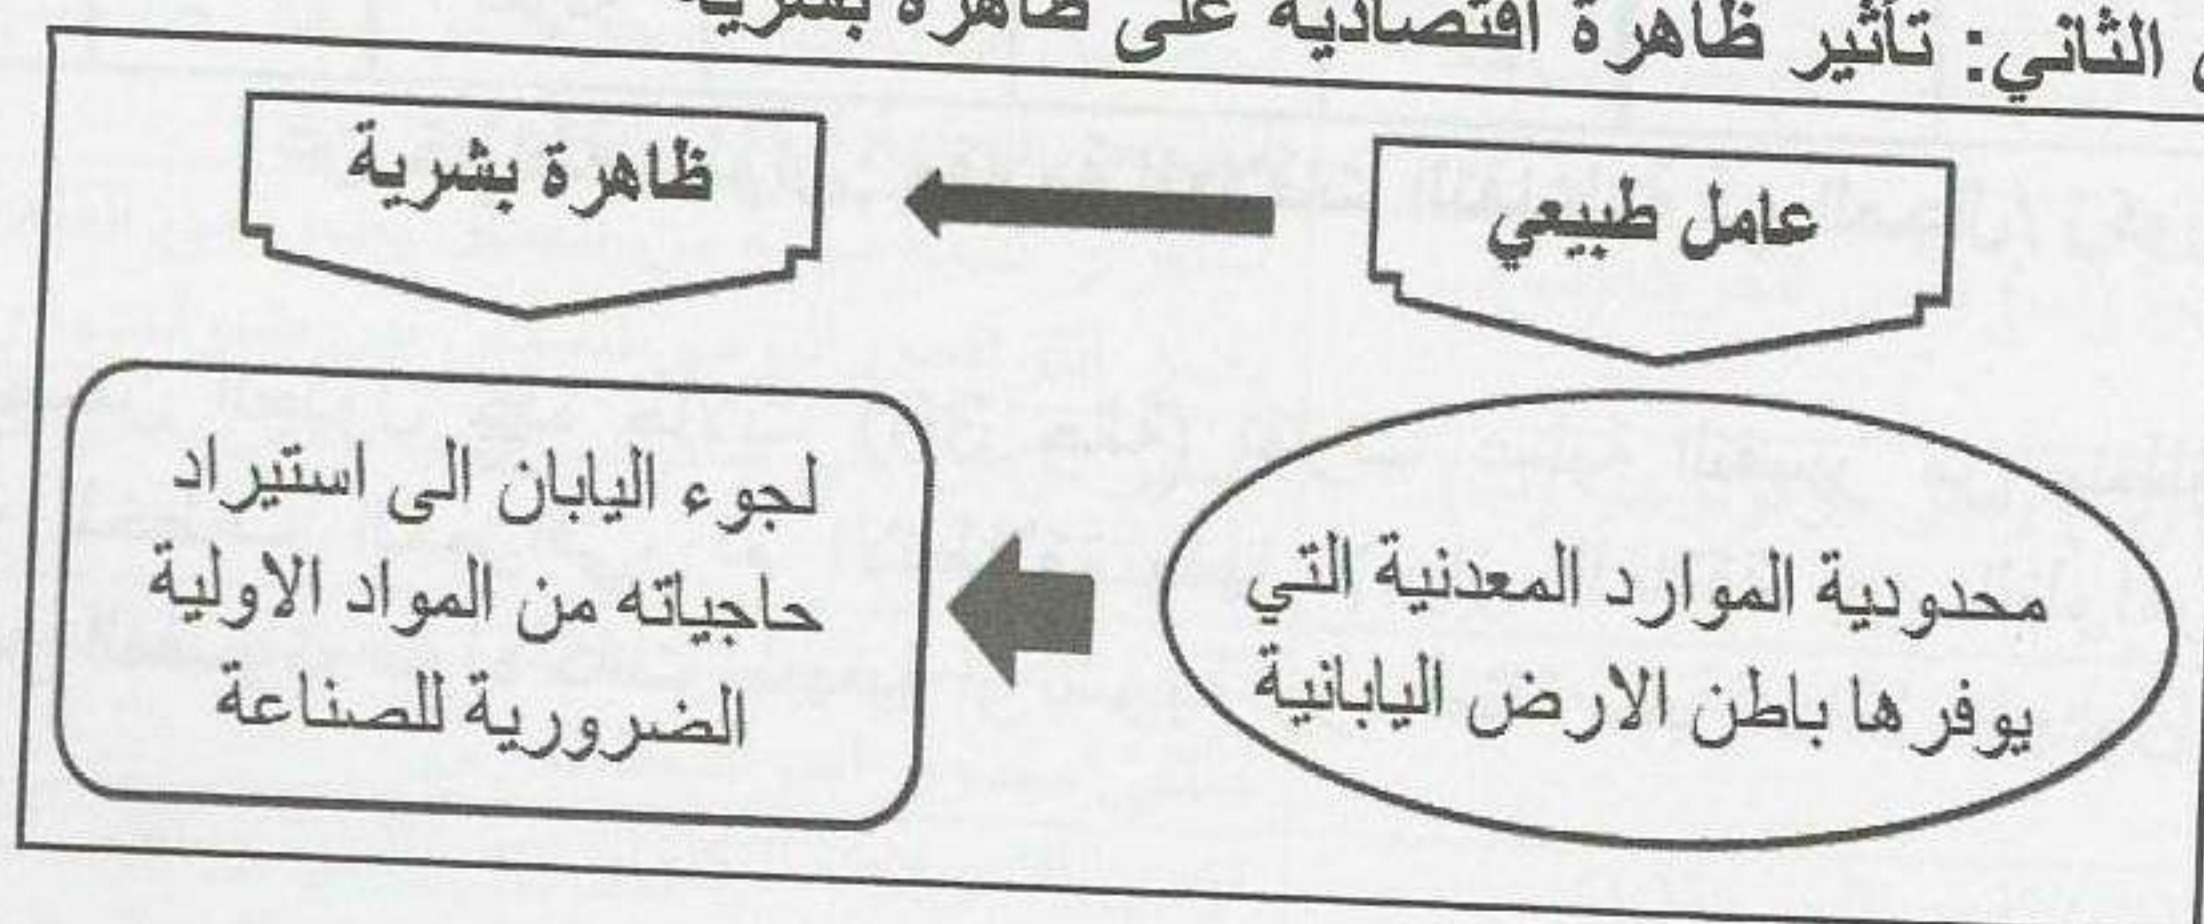 الثاني: تأثير ظاهرة اقتصادية على ظاهرة بشرية
عامل طبيعي
ظاهرة بشرية
محدودية الموارد المعدنية التي
يوفرها باطن الارض اليابانية
لجوء اليابان الى استيراد
حاجياته من المواد الاولية
الضرورية للصناعة